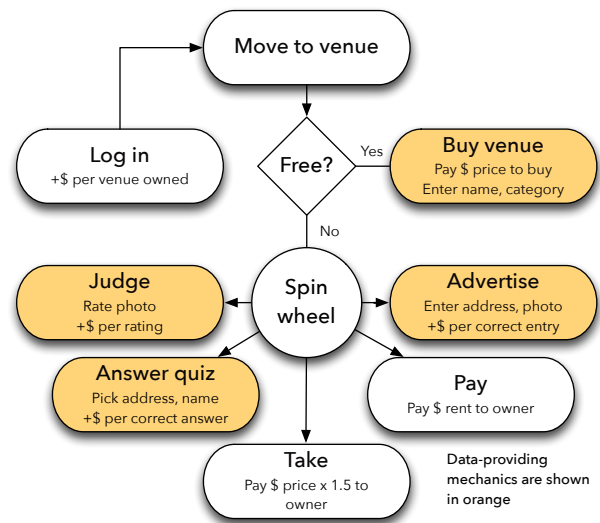 Move to venue
Log in
+$ per venue owned
Free?
Yes
Buy venue
Pay $ price to buy
Enter name, category
No
Judge
Rate photo
+$ per rating
Spin
wheel
Advertise
Enter address, photo
+$ per correct entry
Answer quiz
Pick address, name
+$ per correct answer
Pay
Pay $ rent to owner
Take
Pay $ price x 1.5 to
owner
Data-providing
mechanics are shown
in orange